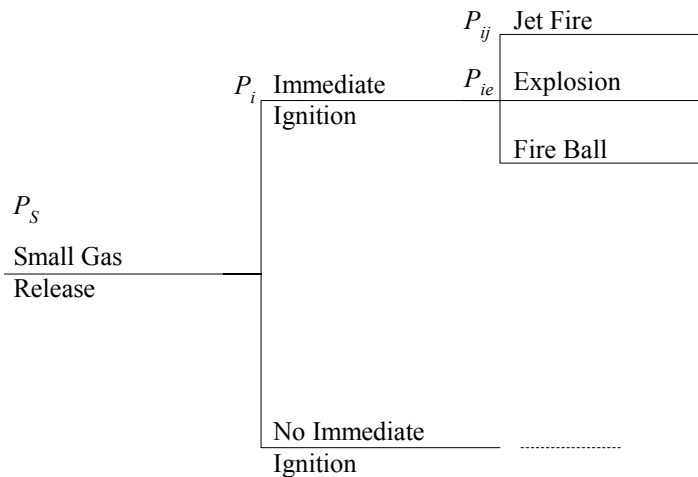 P_ij Jet Fire
P_i Immediate
Ignition
P_ie Explosion
Fire Ball
P_S
Small Gas
Release
No Immediate
Ignition